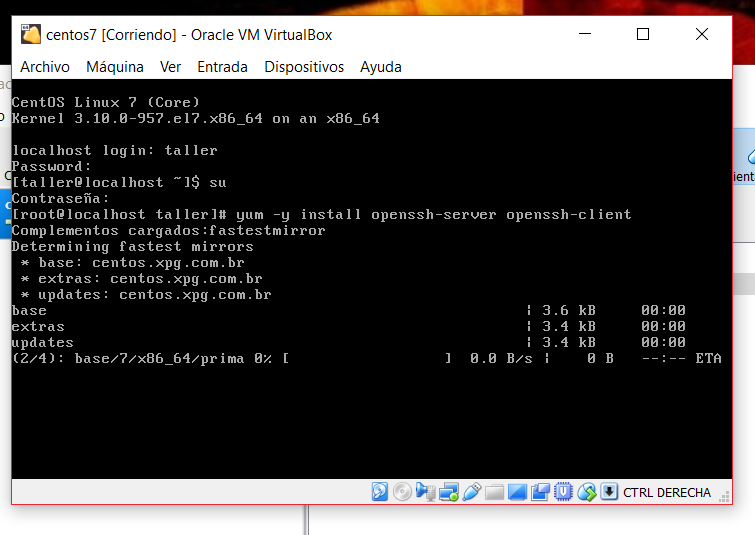 centos7 [Corriendo] - Oracle VM VirtualBox
Archivo Máquina Ver Entrada Dispositivos Ayuda
CentOS Linux 7 (Core)
Kernel 3.10.0-957.el7.x86_64 on an x86_64
localhost login: taller
Password:
[taller@localhost ~]$ su
Contraseña:
[root@localhost taller]# yum -y install openssh-server openssh-client
Complementos cargados:fastestmirror
Determining fastest mirrors
* base: centos.xpg.com.br
* extras: centos.xpg.com.br
* updates: centos.xpg.com.br
base | 3.6 kB 00:00
extras | 3.4 kB 00:00
updates | 3.4 kB 00:00
(2/4): base/7/x86_64/prima 0% [ ] 0.0 B/s | 0 B --:-- ETA
CTRL DERECHA